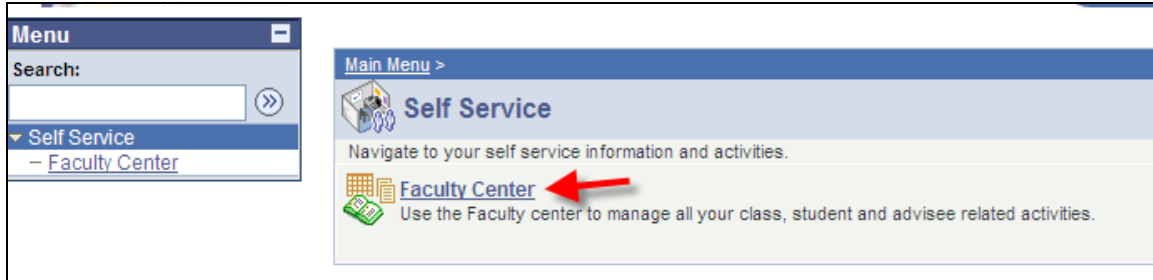 Menu
Search:
Self Service
Faculty Center
Main Menu >
Self Service
Navigate to your self service information and activities.
Faculty Center
Use the Faculty center to manage all your class, student and advisee related activities.